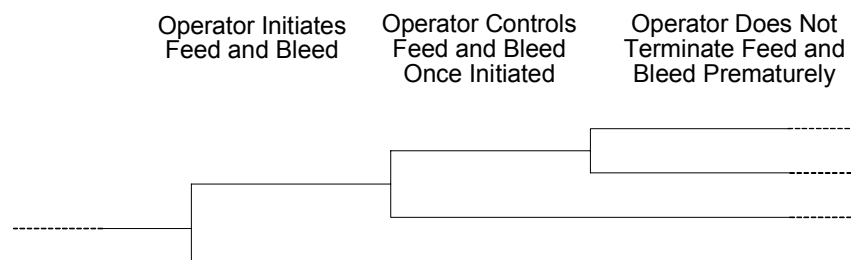 Operator Initiates
Feed and Bleed
Operator Controls
Feed and Bleed
Once Initiated
Operator Does Not
Terminate Feed and
Bleed Prematurely